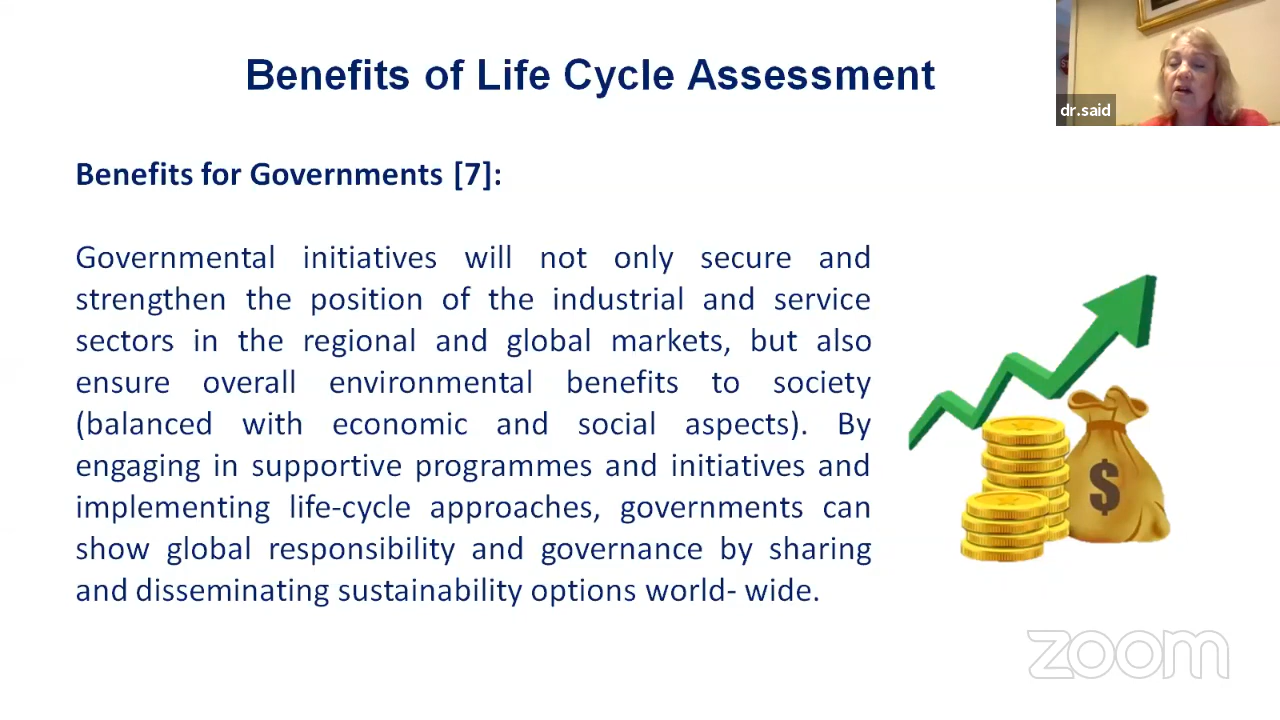 Benefits of Life Cycle Assessment
dr.said
Benefits for Governments [7]:
Governmental initiatives will not only secure and
strengthen the position of the industrial and service
sectors in the regional and global markets, but also
ensure overall environmental benefits to society
(balanced with economic and social aspects). By
engaging in supportive programmes and initiatives and
implementing life-cycle approaches, governments can
show global responsibility and governance by sharing
and disseminating sustainability options world- wide.
$
zoom